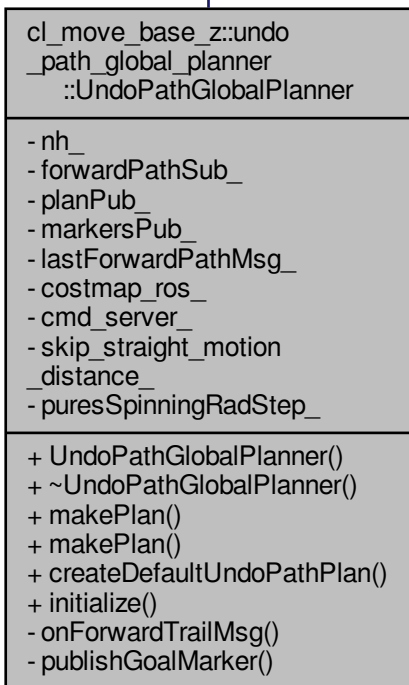 cl_move_base_z::undo
_path_global_planner
::UndoPathGlobalPlanner
- nh_
- forwardPathSub_
- planPub_
- markersPub_
- lastForwardPathMsg_
- costmap_ros_
- cmd_server_
- skip_straight_motion
_distance_
- puresSpinningRadStep_
+ UndoPathGlobalPlanner()
+ ~UndoPathGlobalPlanner()
+ makePlan()
+ makePlan()
+ createDefaultUndoPathPlan()
+ initialize()
- onForwardTrailMsg()
- publishGoalMarker()